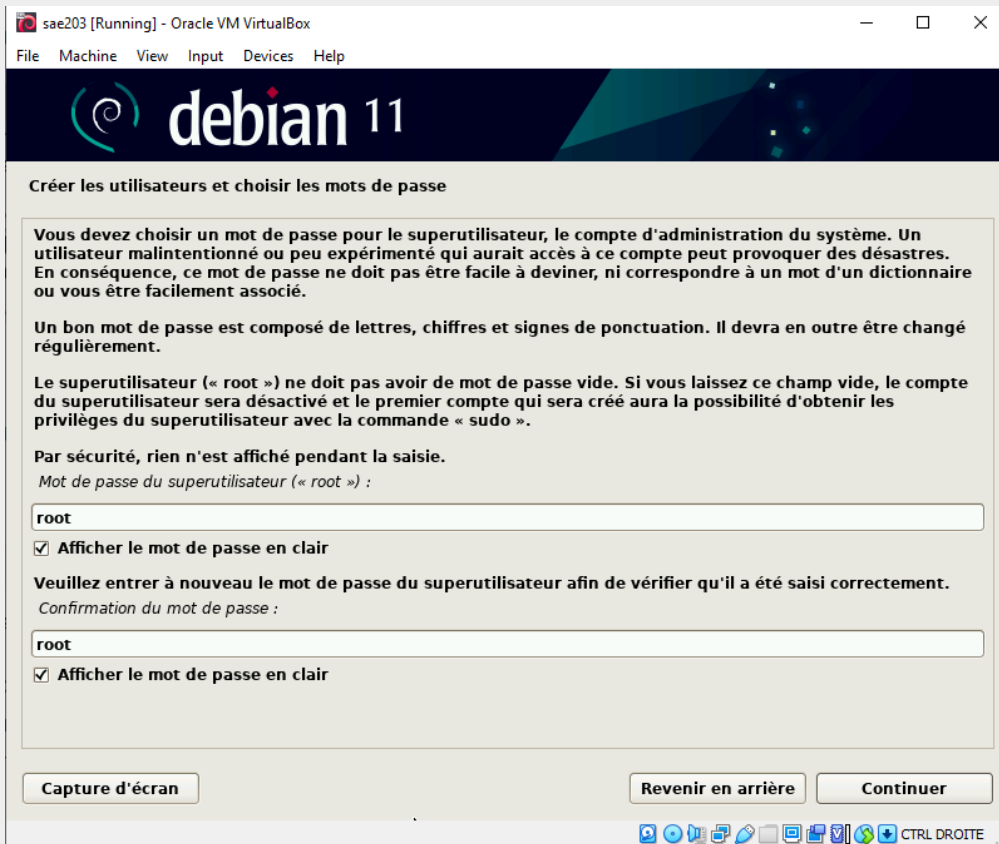 sae203 [Running] - Oracle VM VirtualBox
File Machine View Input Devices Help
debian 11
Créer les utilisateurs et choisir les mots de passe
Vous devez choisir un mot de passe pour le superutilisateur, le compte d'administration du système. Un
utilisateur malintentionné ou peu expérimenté qui aurait accès à ce compte peut provoquer des désastres.
En conséquence, ce mot de passe ne doit pas être facile à deviner, ni correspondre à un mot d'un dictionnaire
ou vous être facilement associé.
Un bon mot de passe est composé de lettres, chiffres et signes de ponctuation. Il devra en outre être changé
régulièrement.
Le superutilisateur (« root ») ne doit pas avoir de mot de passe vide. Si vous laissez ce champ vide, le compte
du superutilisateur sera désactivé et le premier compte qui sera créé aura la possibilité d'obtenir les
privilèges du superutilisateur avec la commande « sudo ».
Par sécurité, rien n'est affiché pendant la saisie.
Mot de passe du superutilisateur (« root ») :
root
Afficher le mot de passe en clair
Veuillez entrer à nouveau le mot de passe du superutilisateur afin de vérifier qu'il a été saisi correctement.
Confirmation du mot de passe :
root
Afficher le mot de passe en clair
Capture d'écran Revenir en arrière Continuer
CTRL DROITE